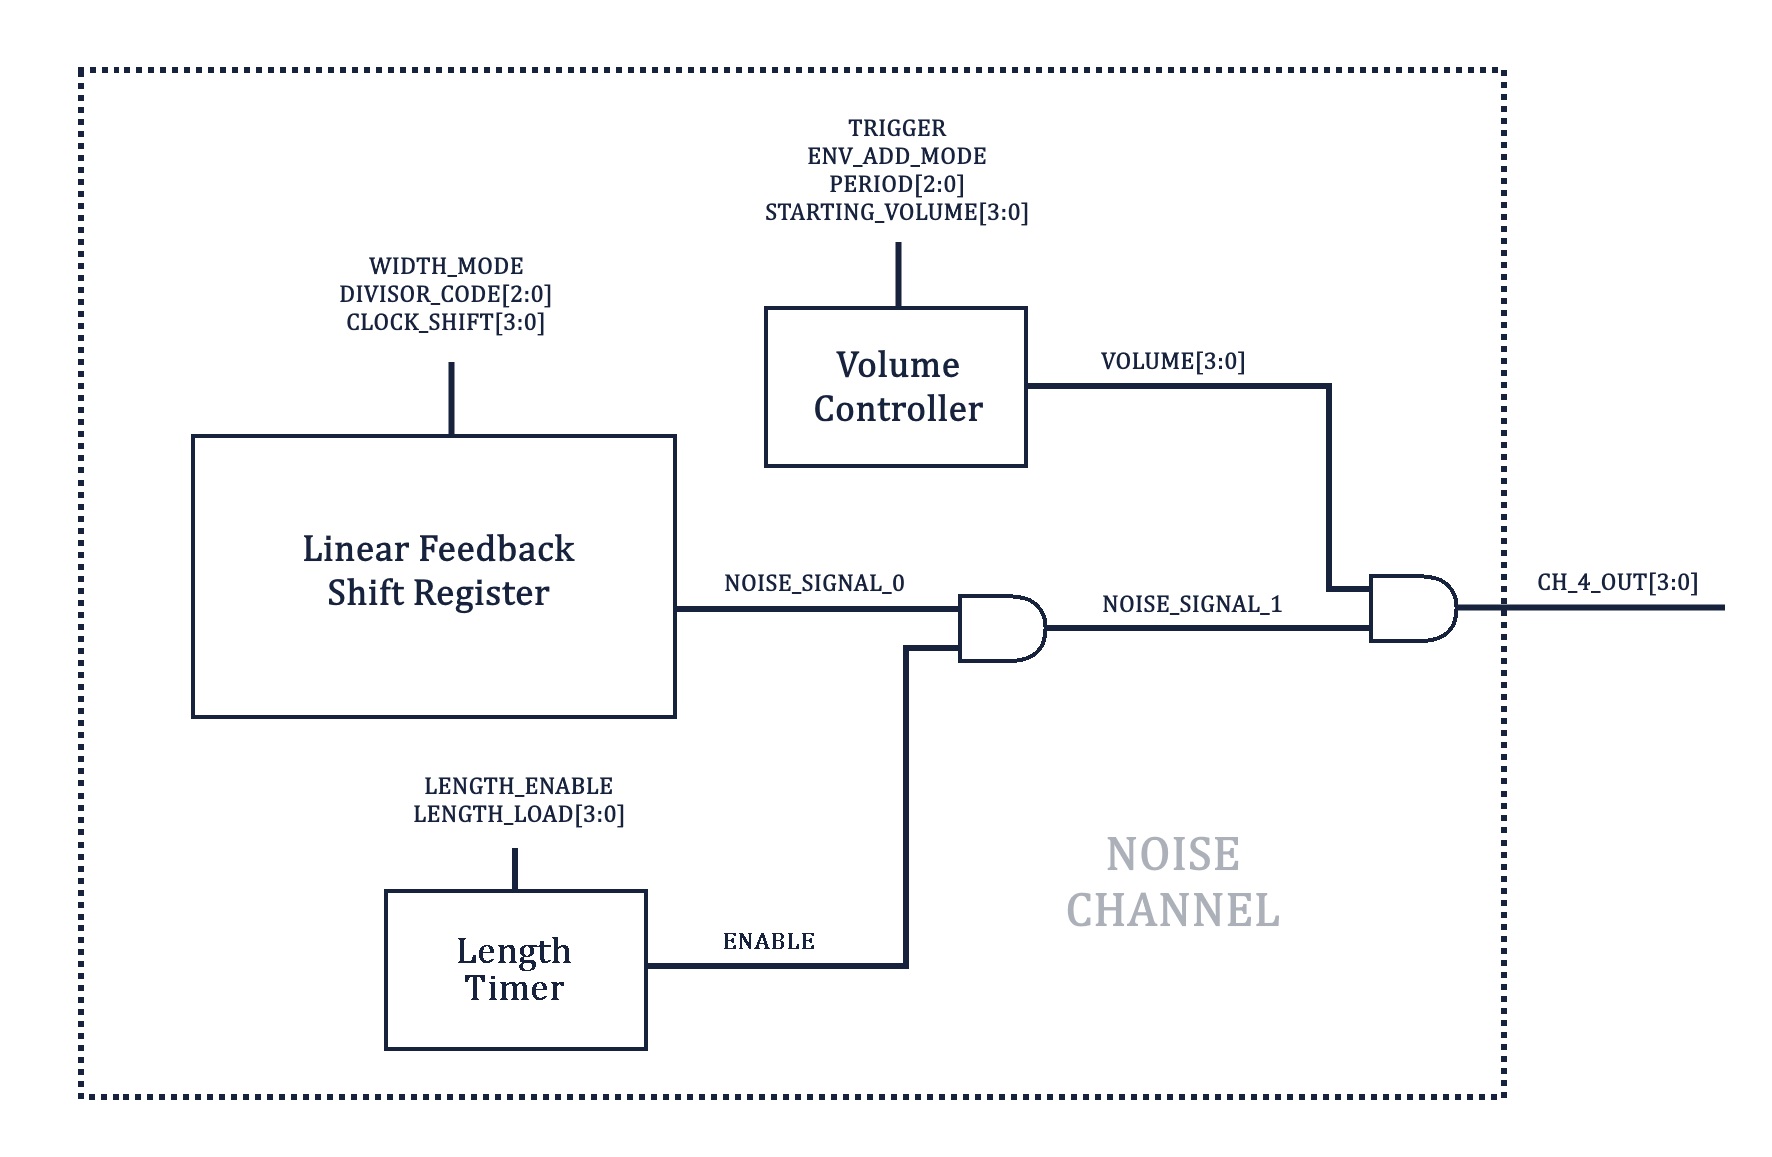 TRIGGER
ENV_ADD_MODE
PERIOD[2:0]
STARTING_VOLUME[3:0]
WIDTH_MODE
DIVISOR_CODE[2:0]
CLOCK_SHIFT[3:0]
Volume
Controller
VOLUME[3:0]
Linear Feedback
Shift Register
NOISE_SIGNAL_0
NOISE_SIGNAL_1
CH_4_OUT[3:0]
LENGTH_ENABLE
LENGTH_LOAD[3:0]
Length
Timer
ENABLE
NOISE
CHANNEL